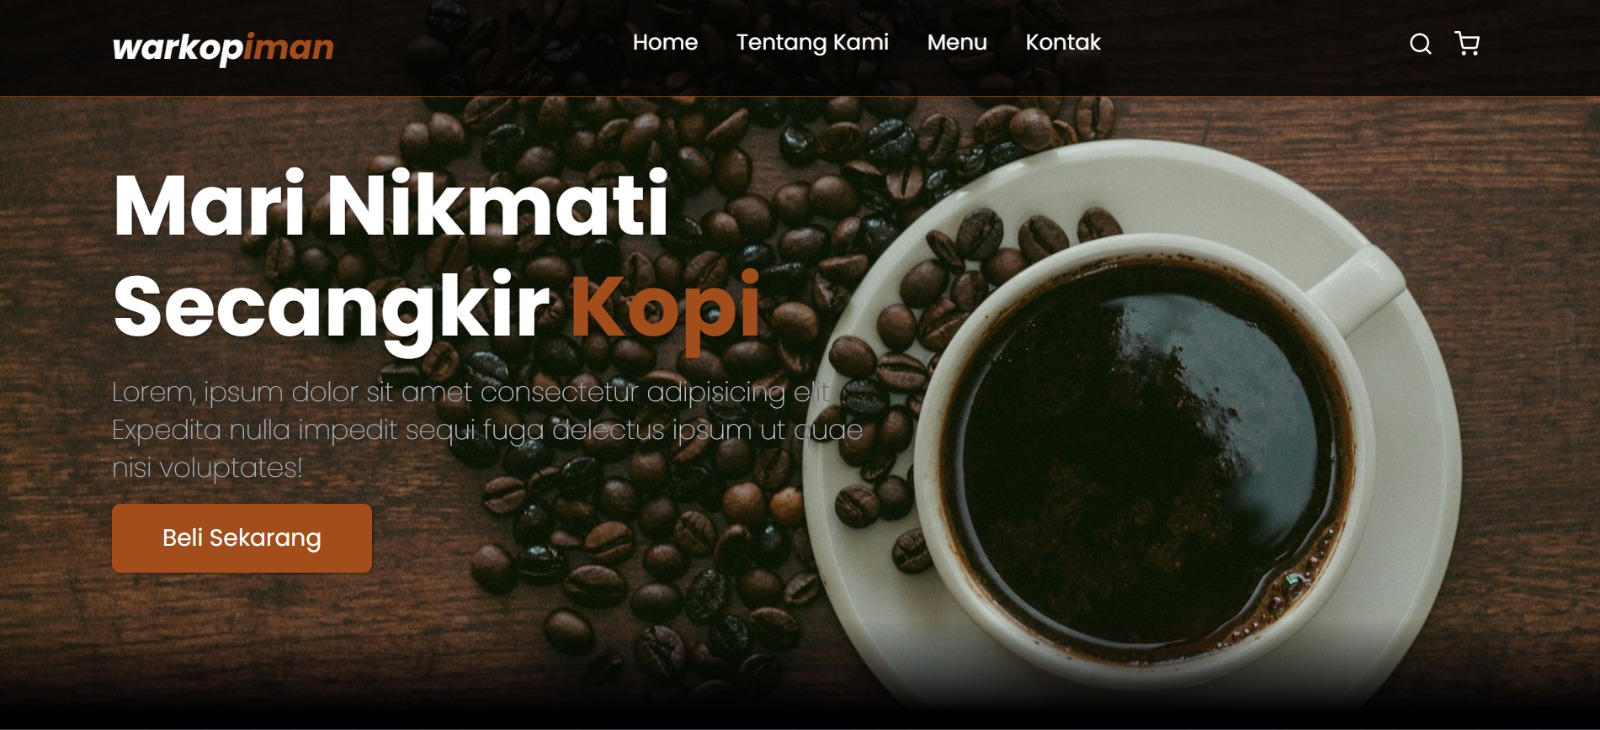 warkopiman
Home Tentang Kami Menu Kontak
Mari Nikmati
Secangkir Kopi
Lorem, ipsum dolor sit amet consectetur adipisicing elit
Expedita nulla impedit sequi fuga delectus ipsum ut quae
nisi voluptates!
Beli Sekarang